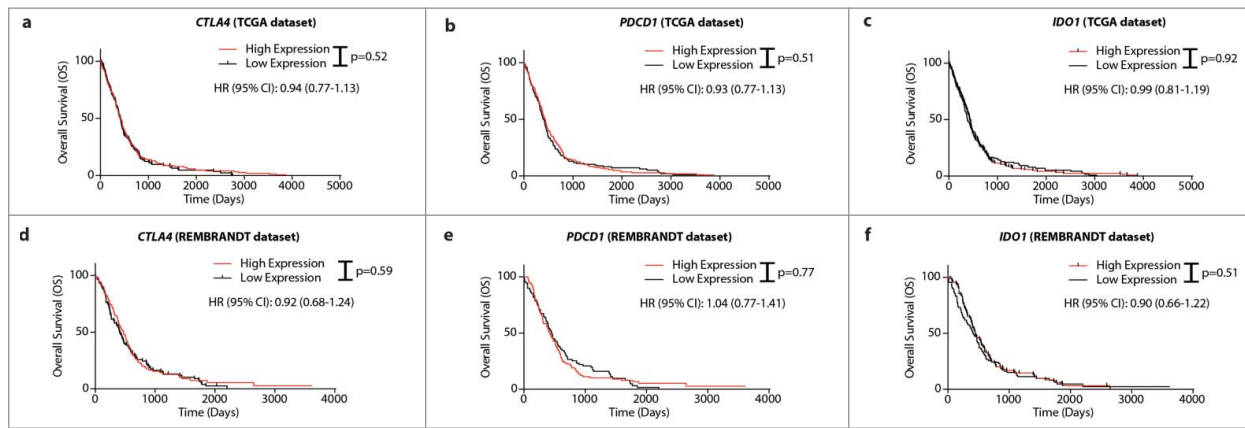 a
CTLA4 (TCGA dataset)
High Expression
Low Expression
p=0.52
HR (95% CI): 0.94 (0.77-1.13)
Overall Survival (OS)
100
50
0
0 1000 2000 3000 4000 5000
Time (Days)
b
PDCD1 (TCGA dataset)
High Expression
Low Expression
p=0.51
HR (95% CI): 0.93 (0.77-1.13)
Overall Survival (OS)
100
50
0
0 1000 2000 3000 4000 5000
Time (Days)
c
IDO1 (TCGA dataset)
High Expression
Low Expression
p=0.92
HR (95% CI): 0.99 (0.81-1.19)
Overall Survival (OS)
100
50
0
0 1000 2000 3000 4000 5000
Time (Days)
d
CTLA4 (REMBRANDT dataset)
High Expression
Low Expression
p=0.59
HR (95% CI): 0.92 (0.68-1.24)
Overall Survival (OS)
100
50
0
0 1000 2000 3000 4000
Time (Days)
e
PDCD1 (REMBRANDT dataset)
High Expression
Low Expression
p=0.77
HR (95% CI): 1.04 (0.77-1.41)
Overall Survival (OS)
100
50
0
0 1000 2000 3000 4000
Time (Days)
f
IDO1 (REMBRANDT dataset)
High Expression
Low Expression
p=0.51
HR (95% CI): 0.90 (0.66-1.22)
Overall Survival (OS)
100
50
0
0 1000 2000 3000 4000
Time (Days)